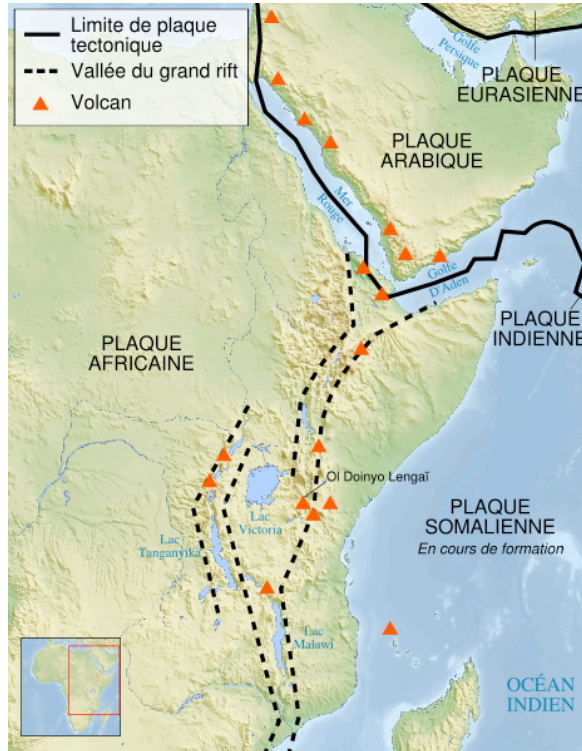 Limite de plaque
tectonique
Vallée du grand rift
Volcan
Golfe
Persique
PLAQUE
EURASIENNE
PLAQUE
ARABIQUE
Mer
Rouge
Golfe
D'Aden
PLAQUE
INDIENNE
PLAQUE
AFRICAINE
Ol Doinyo Lengaï
Lac
Victoria
PLAQUE
SOMALIENNE
En cours de formation
Lac
Tanganyika
Lac
Malawi
OCÉAN
INDIEN